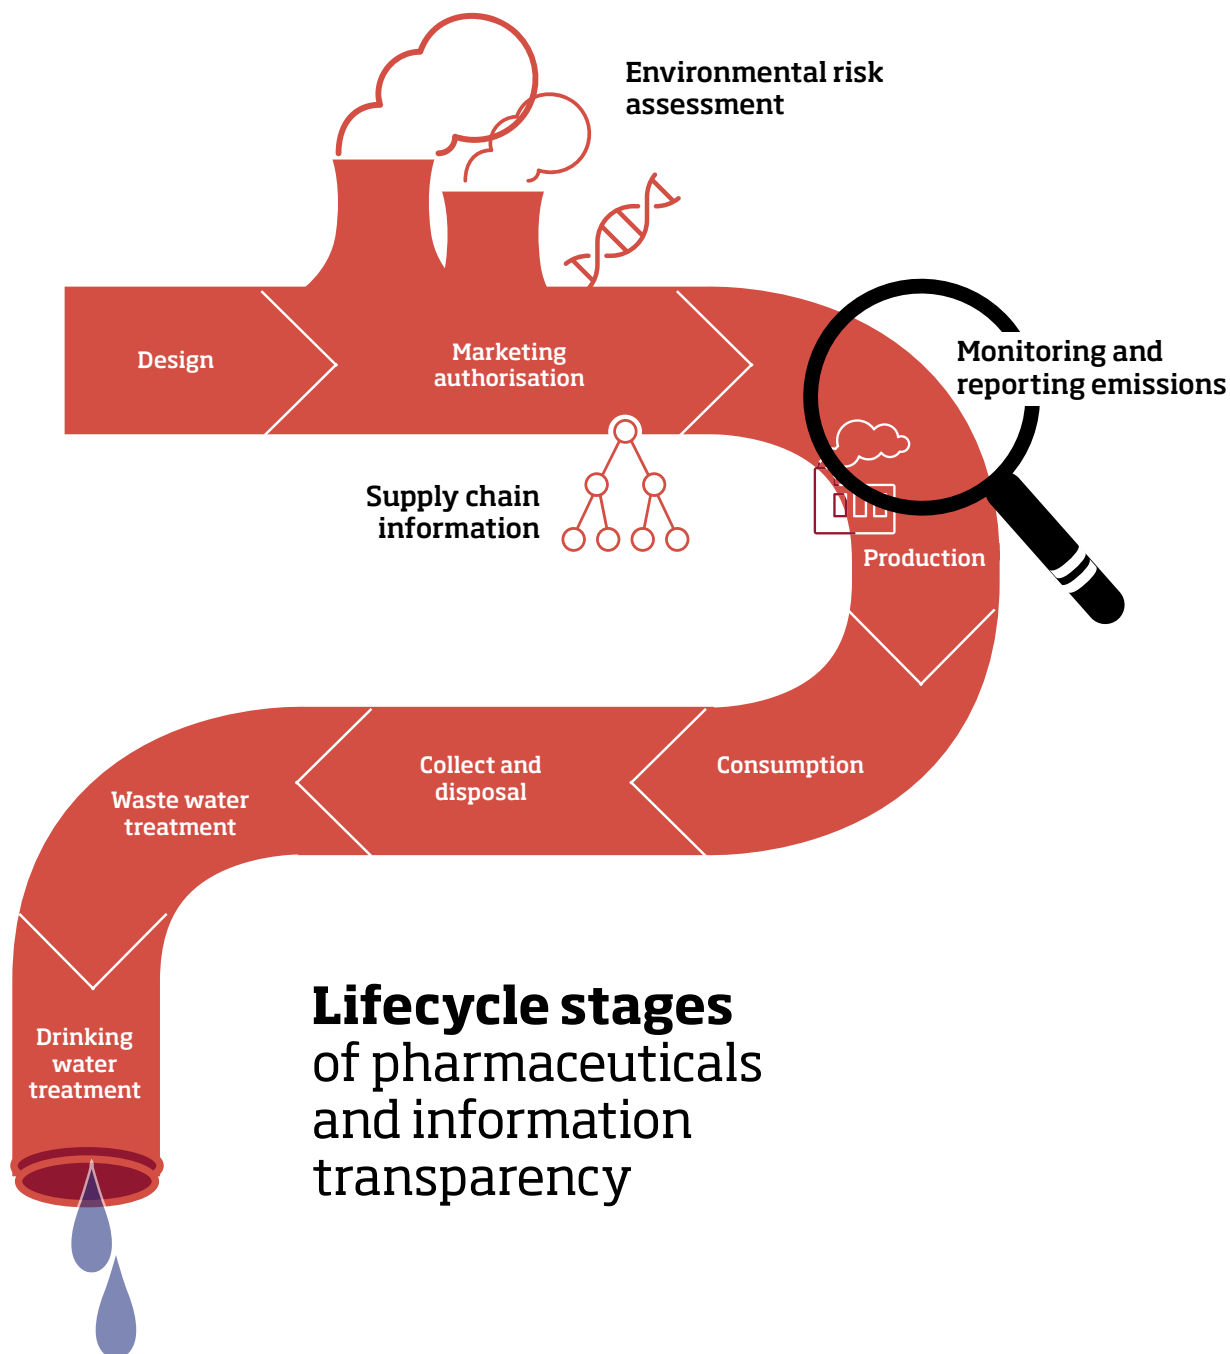 Environmental risk
assessment
Design
Marketing
authorisation
Monitoring and
reporting emissions
Supply chain
information
Production
Consumption
Collect and
disposal
Waste water
treatment
Drinking
water
treatment
Lifecycle stages
of pharmaceuticals
and information
transparency